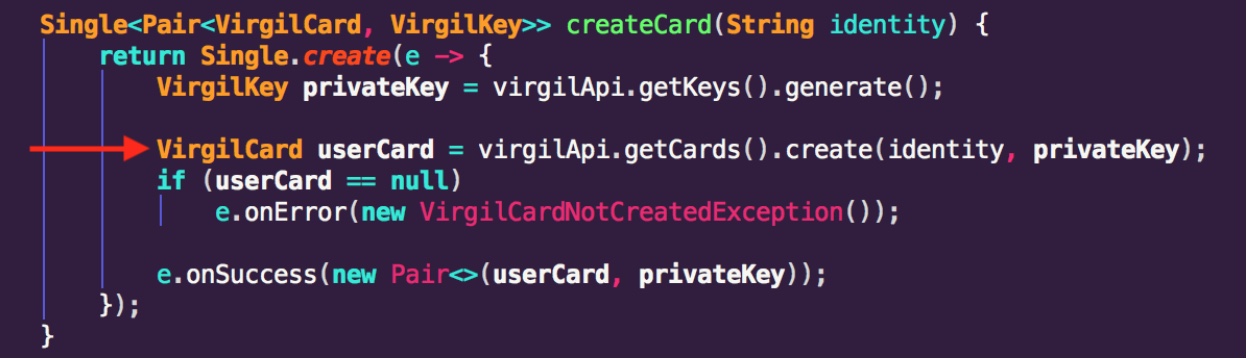 Single<Pair<VirgilCard, VirgilKey>> createCard(String identity) {
    return Single.create(e -> {
        VirgilKey privateKey = virgilApi.getKeys().generate();

        VirgilCard userCard = virgilApi.getCards().create(identity, privateKey);
        if (userCard == null)
            e.onError(new VirgilCardNotCreatedException());

        e.onSuccess(new Pair<>(userCard, privateKey));
    });
}